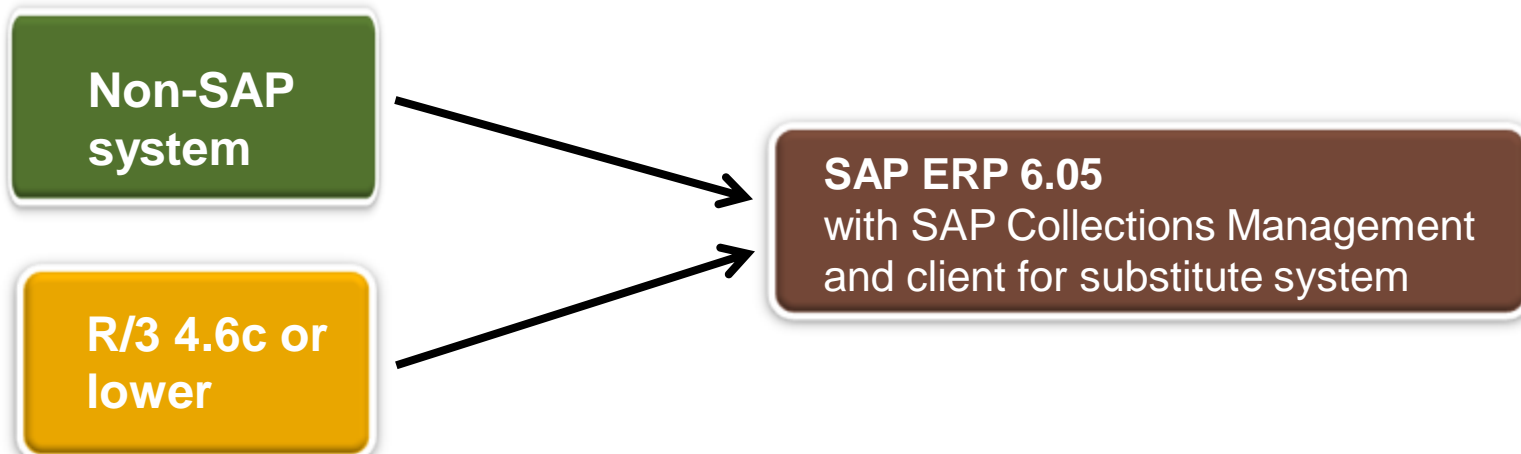 Non-SAP
system
SAP ERP 6.05
with SAP Collections Management
and client for substitute system
R/3 4.6c or
lower